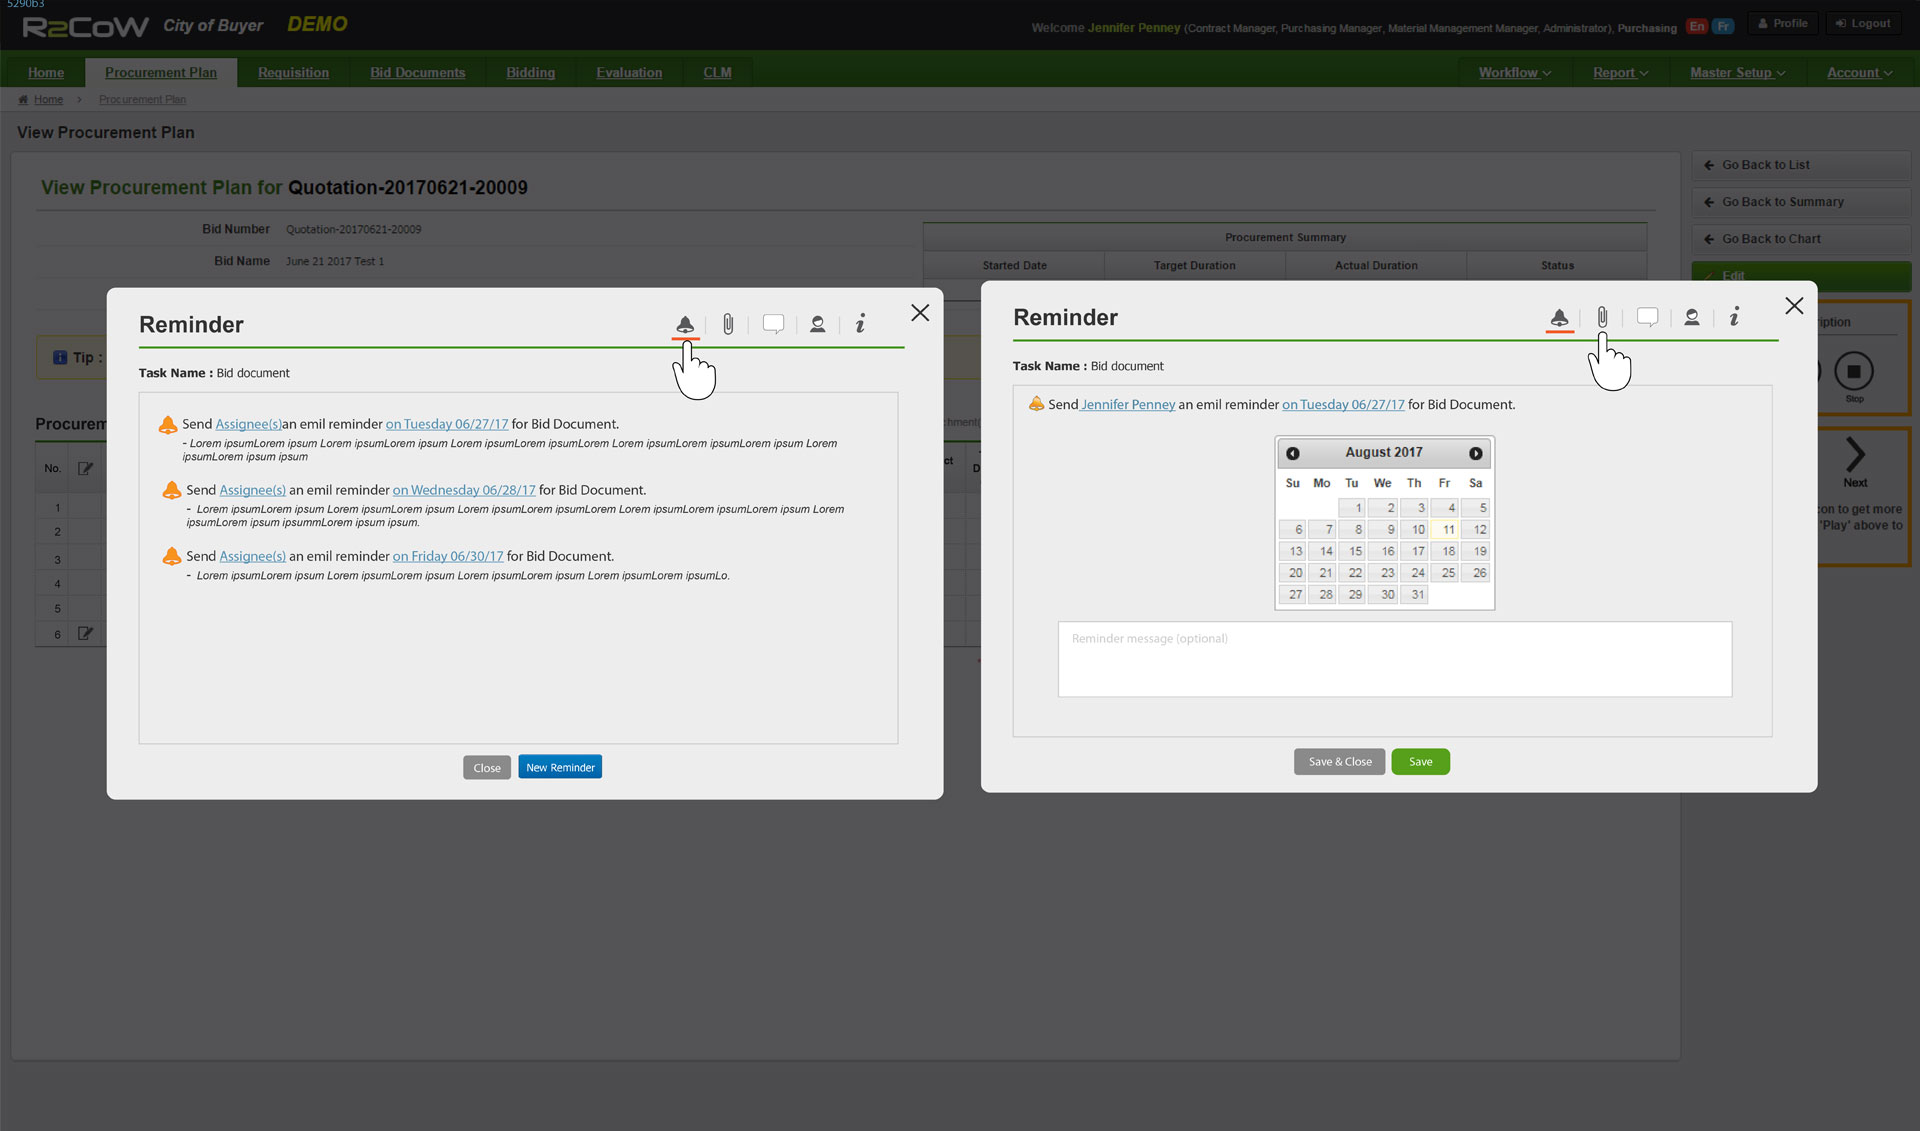 5290b3
R2CoW City of Buyer DEMO
Welcome Jennifer Penney (Contract Manager, Purchasing Manager, Material Management Manager, Administrator), Purchasing En Fr Profile Logout
Home Procurement Plan Requisition Bid Documents Bidding Evaluation CLM Workflow Report Master Setup Account
Home > Procurement Plan
View Procurement Plan
View Procurement Plan for Quotation-20170621-20009
Bid Number Quotation-20170621-20009
Bid Name June 21 2017 Test 1
Procurement Summary
Started Date Target Duration Actual Duration Status
Go Back to List
Go Back to Summary
Go Back to Chart
Edit
Tip :
Procurem
No.
1
2
3
4
5
6
Reminder
Task Name : Bid document
Send Assignee(s)an emil reminder on Tuesday 06/27/17 for Bid Document.
- Lorem ipsumLorem ipsum Lorem ipsumLorem ipsum Lorem ipsumLorem ipsumLorem Lorem ipsumLorem ipsumLorem ipsum Lorem
ipsumLorem ipsum ipsum
Send Assignee(s) an emil reminder on Wednesday 06/28/17 for Bid Document.
- Lorem ipsumLorem ipsum Lorem ipsumLorem ipsum Lorem ipsumLorem ipsumLorem Lorem ipsumLorem ipsumLorem ipsum Lorem
ipsumLorem ipsum ipsummLorem ipsum ipsum.
Send Assignee(s) an emil reminder on Friday 06/30/17 for Bid Document.
- Lorem ipsumLorem ipsum Lorem ipsumLorem ipsum Lorem ipsumLorem ipsum Lorem ipsumLorem ipsumLo.
Close New Reminder
hment(
ct
D
Reminder
Task Name : Bid document
Send Jennifer Penney an emil reminder on Tuesday 06/27/17 for Bid Document.
August 2017
Su Mo Tu We Th Fr Sa
1 2 3 4 5
6 7 8 9 10 11 12
13 14 15 16 17 18 19
20 21 22 23 24 25 26
27 28 29 30 31
Reminder message (optional)
Save & Close Save
iption
Stop
Next
con to get more
'Play' above to